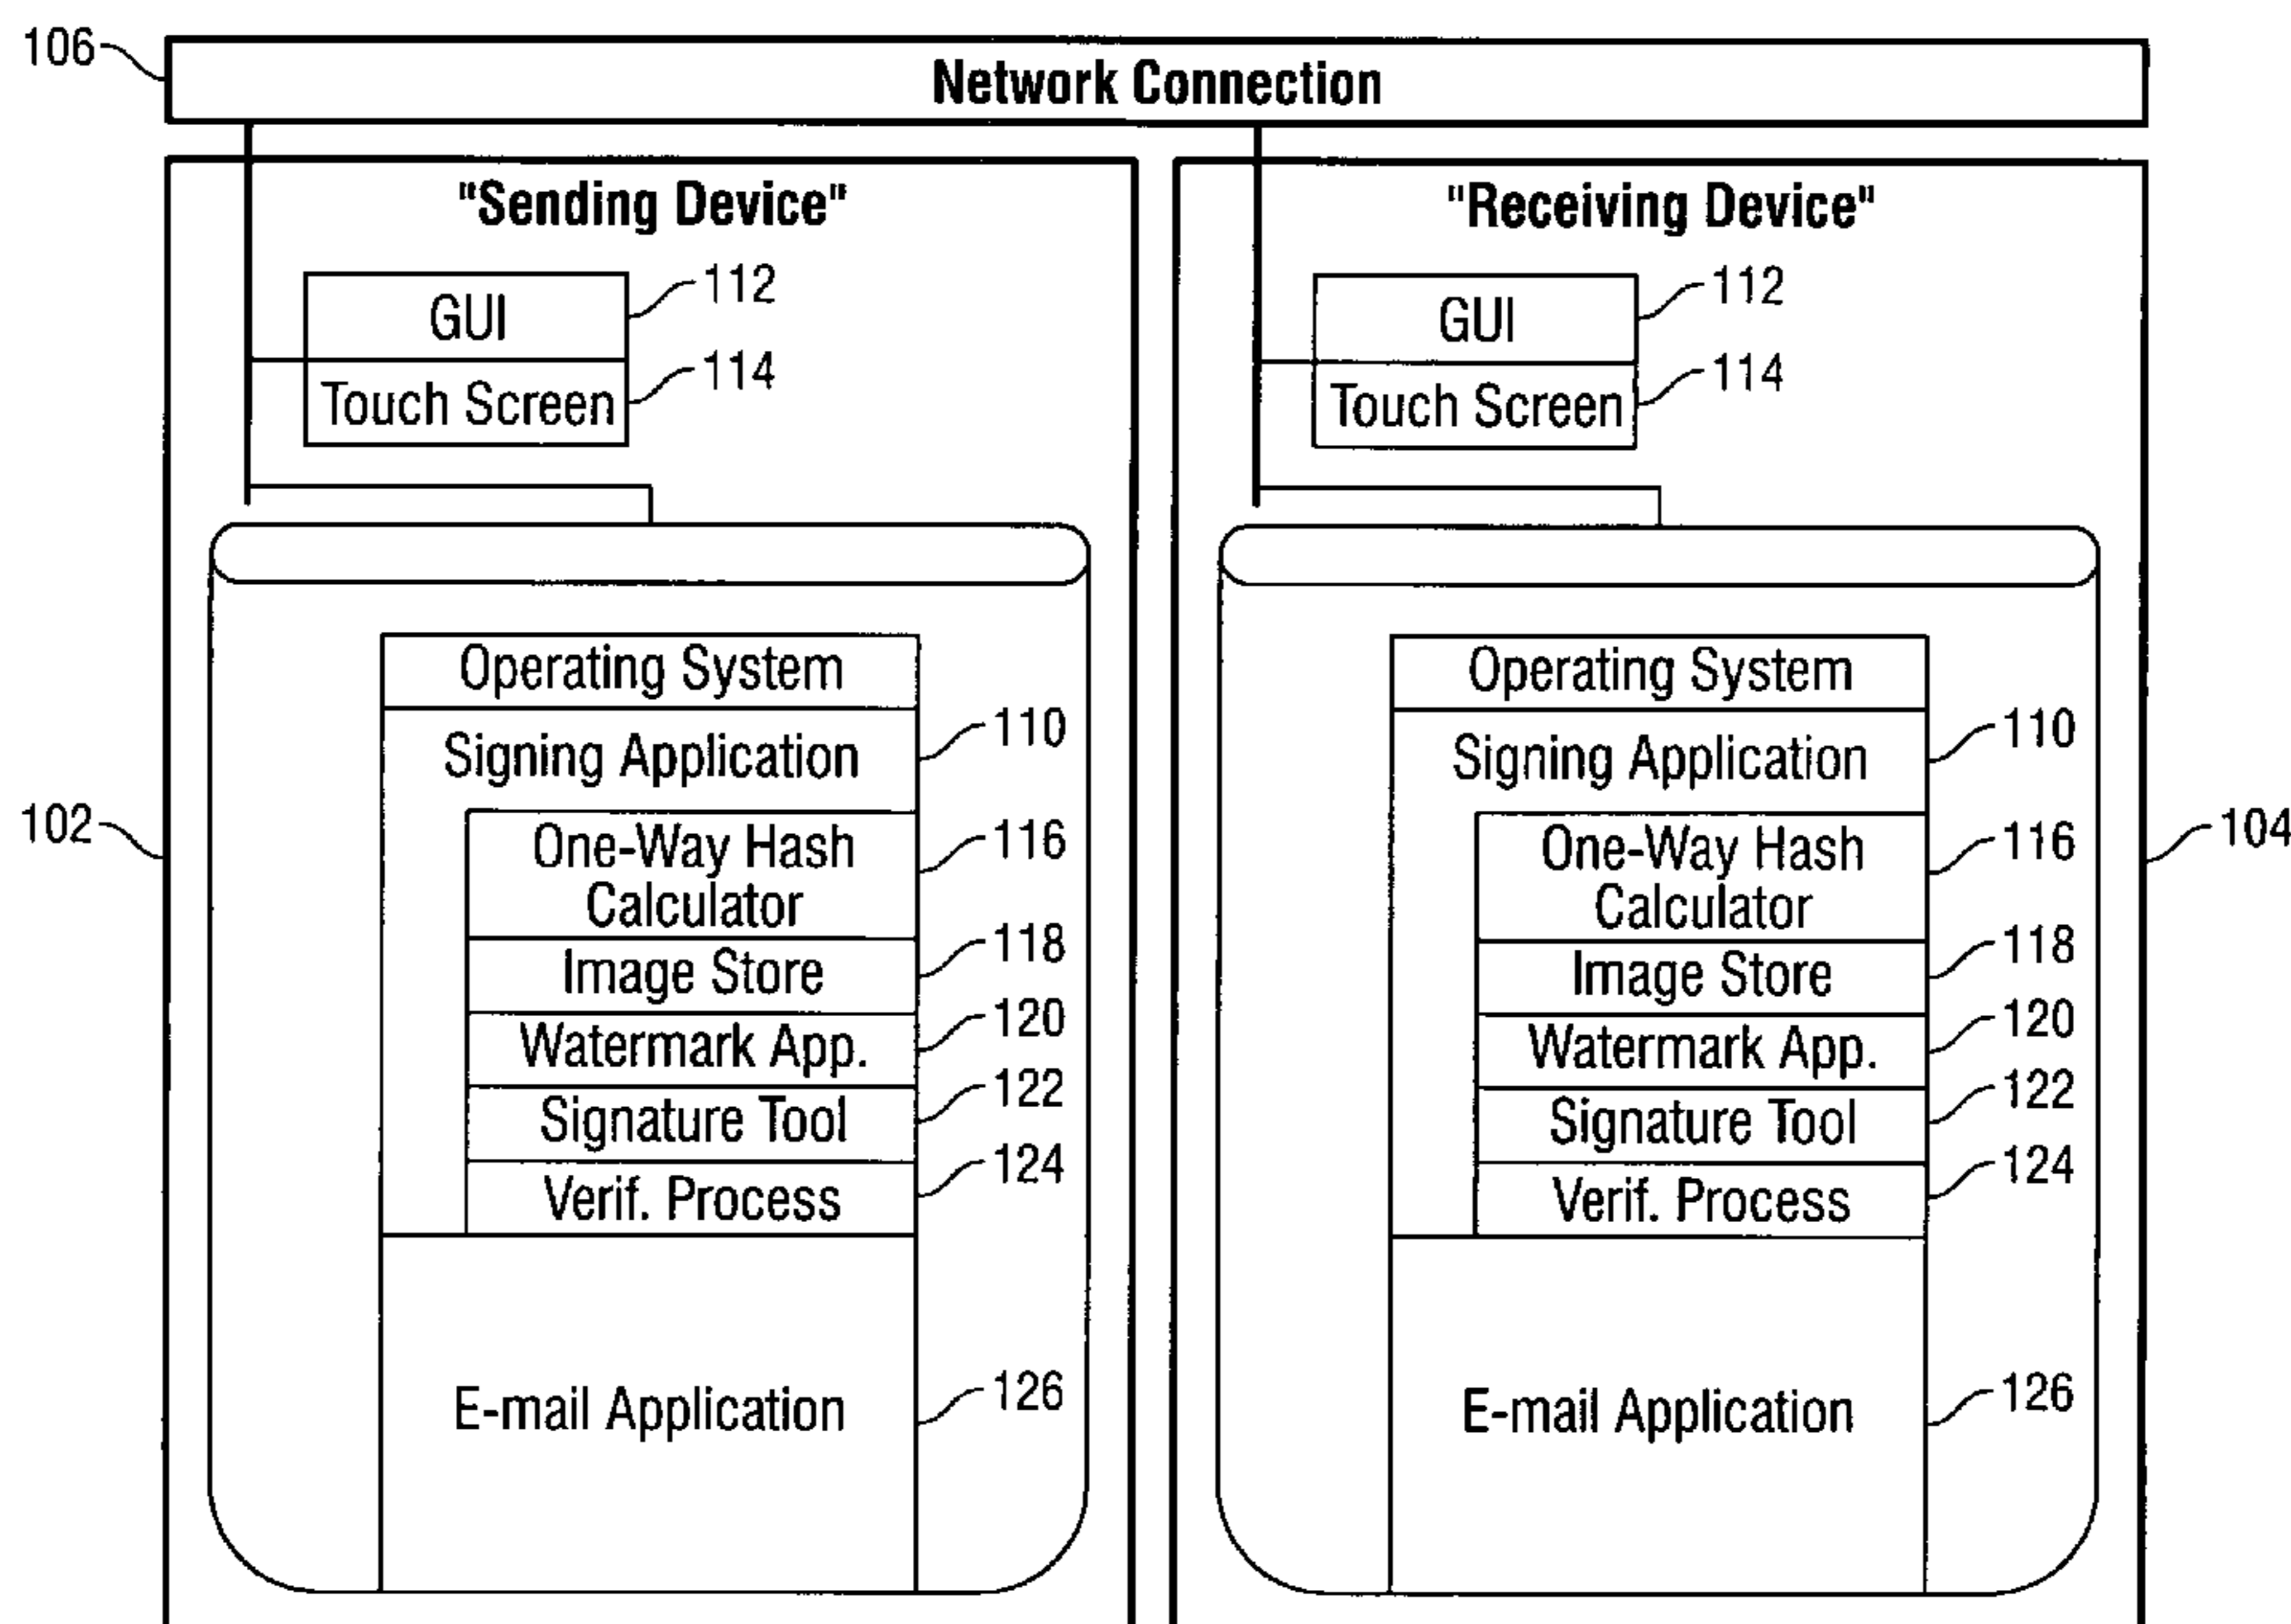 106
Network Connection
"Sending Device"
GUI
112
Touch Screen
114
Operating System
Signing Application
110
One-Way Hash
Calculator
116
Image Store
118
Watermark App.
120
Signature Tool
122
Verif. Process
124
E-mail Application
126
102
"Receiving Device"
GUI
112
Touch Screen
114
Operating System
Signing Application
110
One-Way Hash
Calculator
116
Image Store
118
Watermark App.
120
Signature Tool
122
Verif. Process
124
E-mail Application
126
104